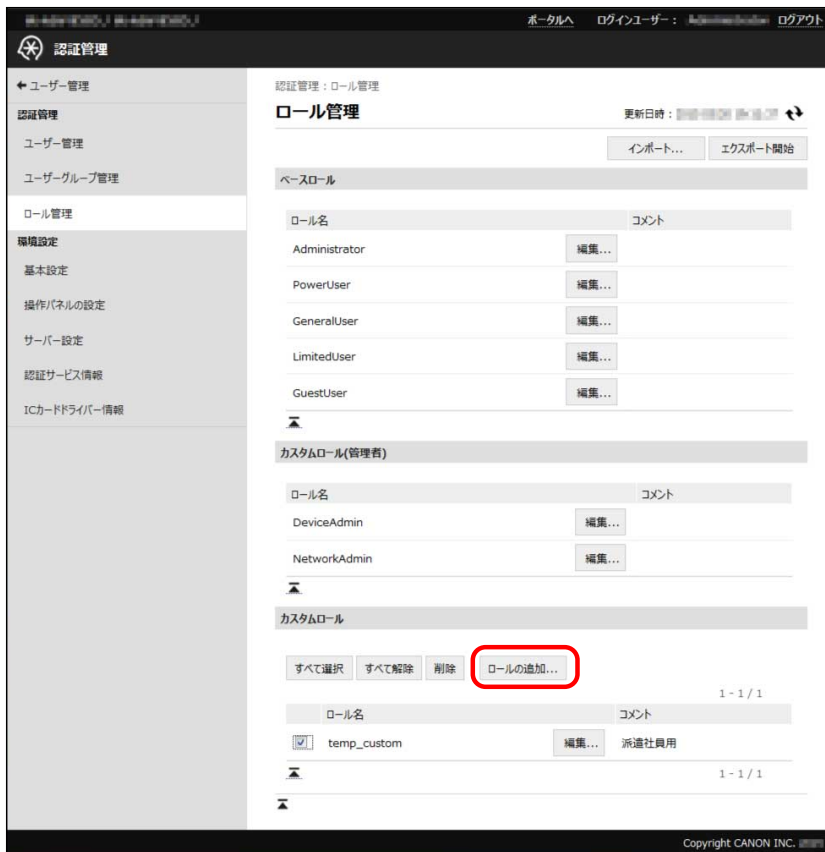 ポータルへ ログインユーザー： ログアウト
認証管理
ユーザー管理
認証管理
ユーザー管理
ユーザーグループ管理
ロール管理
環境設定
基本設定
操作パネルの設定
サーバー設定
認証サービス情報
ICカードドライバー情報
認証管理 : ロール管理
ロール管理
更新日時 :
インポート... エクスポート開始
ベースロール
ロール名 コメント
Administrator 編集...
PowerUser 編集...
GeneralUser 編集...
LimitedUser 編集...
GuestUser 編集...
カスタムロール(管理者)
ロール名 コメント
DeviceAdmin 編集...
NetworkAdmin 編集...
カスタムロール
すべて選択 すべて解除 削除 ロールの追加...
1 - 1 / 1
ロール名 コメント
temp_custom 編集... 派遣社員用
1 - 1 / 1
Copyright CANON INC.